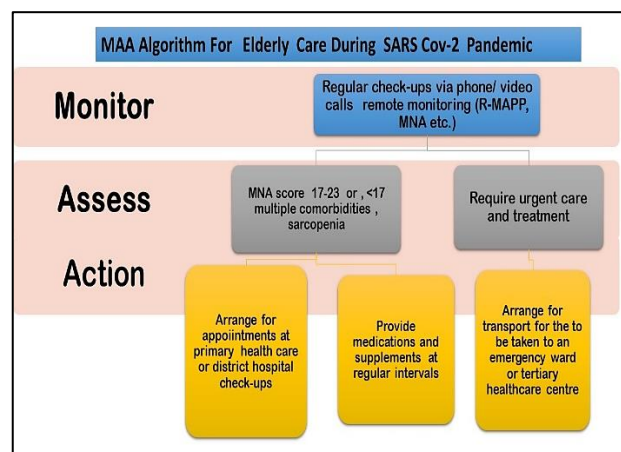 MAA Algorithm For Elderly Care During SARS Cov-2 Pandemic
Monitor
Regular check-ups via phone/ video
calls remote monitoring (R-MAPP,
MNA etc.)
Assess
MNA score 17-23 or , <17
multiple comorbidities ,
sarcopenia
Require urgent care
and treatment
Action
Arrange for
appoiintments at
primary health care
or district hospital
check-ups
Provide
medications and
supplements at
regular intervals
Arrange for
transport for the to
be taken to an
emergency ward
or tertiary
healthcare centre